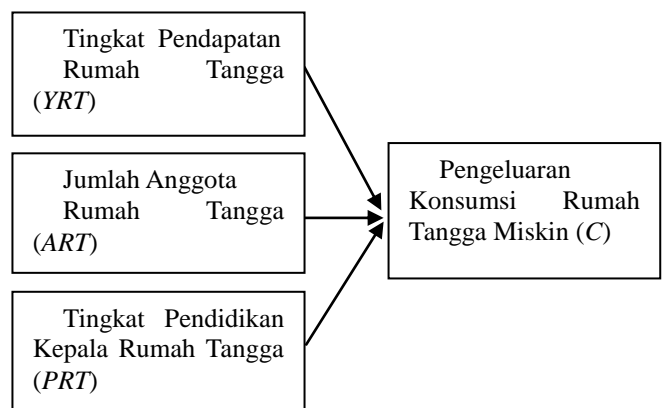 Tingkat Pendapatan
Rumah Tangga
(YRT)
Jumlah Anggota
Rumah Tangga
(ART)
Tingkat Pendidikan
Kepala Rumah Tangga
(PRT)
Pengeluaran
Konsumsi Rumah
Tangga Miskin (C)